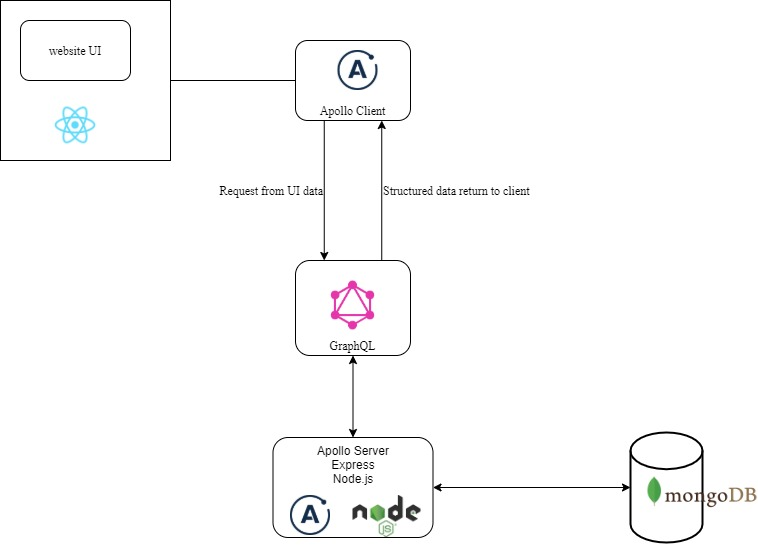 website UI
A
Apollo Client
Request from UI data
Structured data return to client
GraphQL
Apollo Server
Express
Node.js
A
node
JS
mongoDB